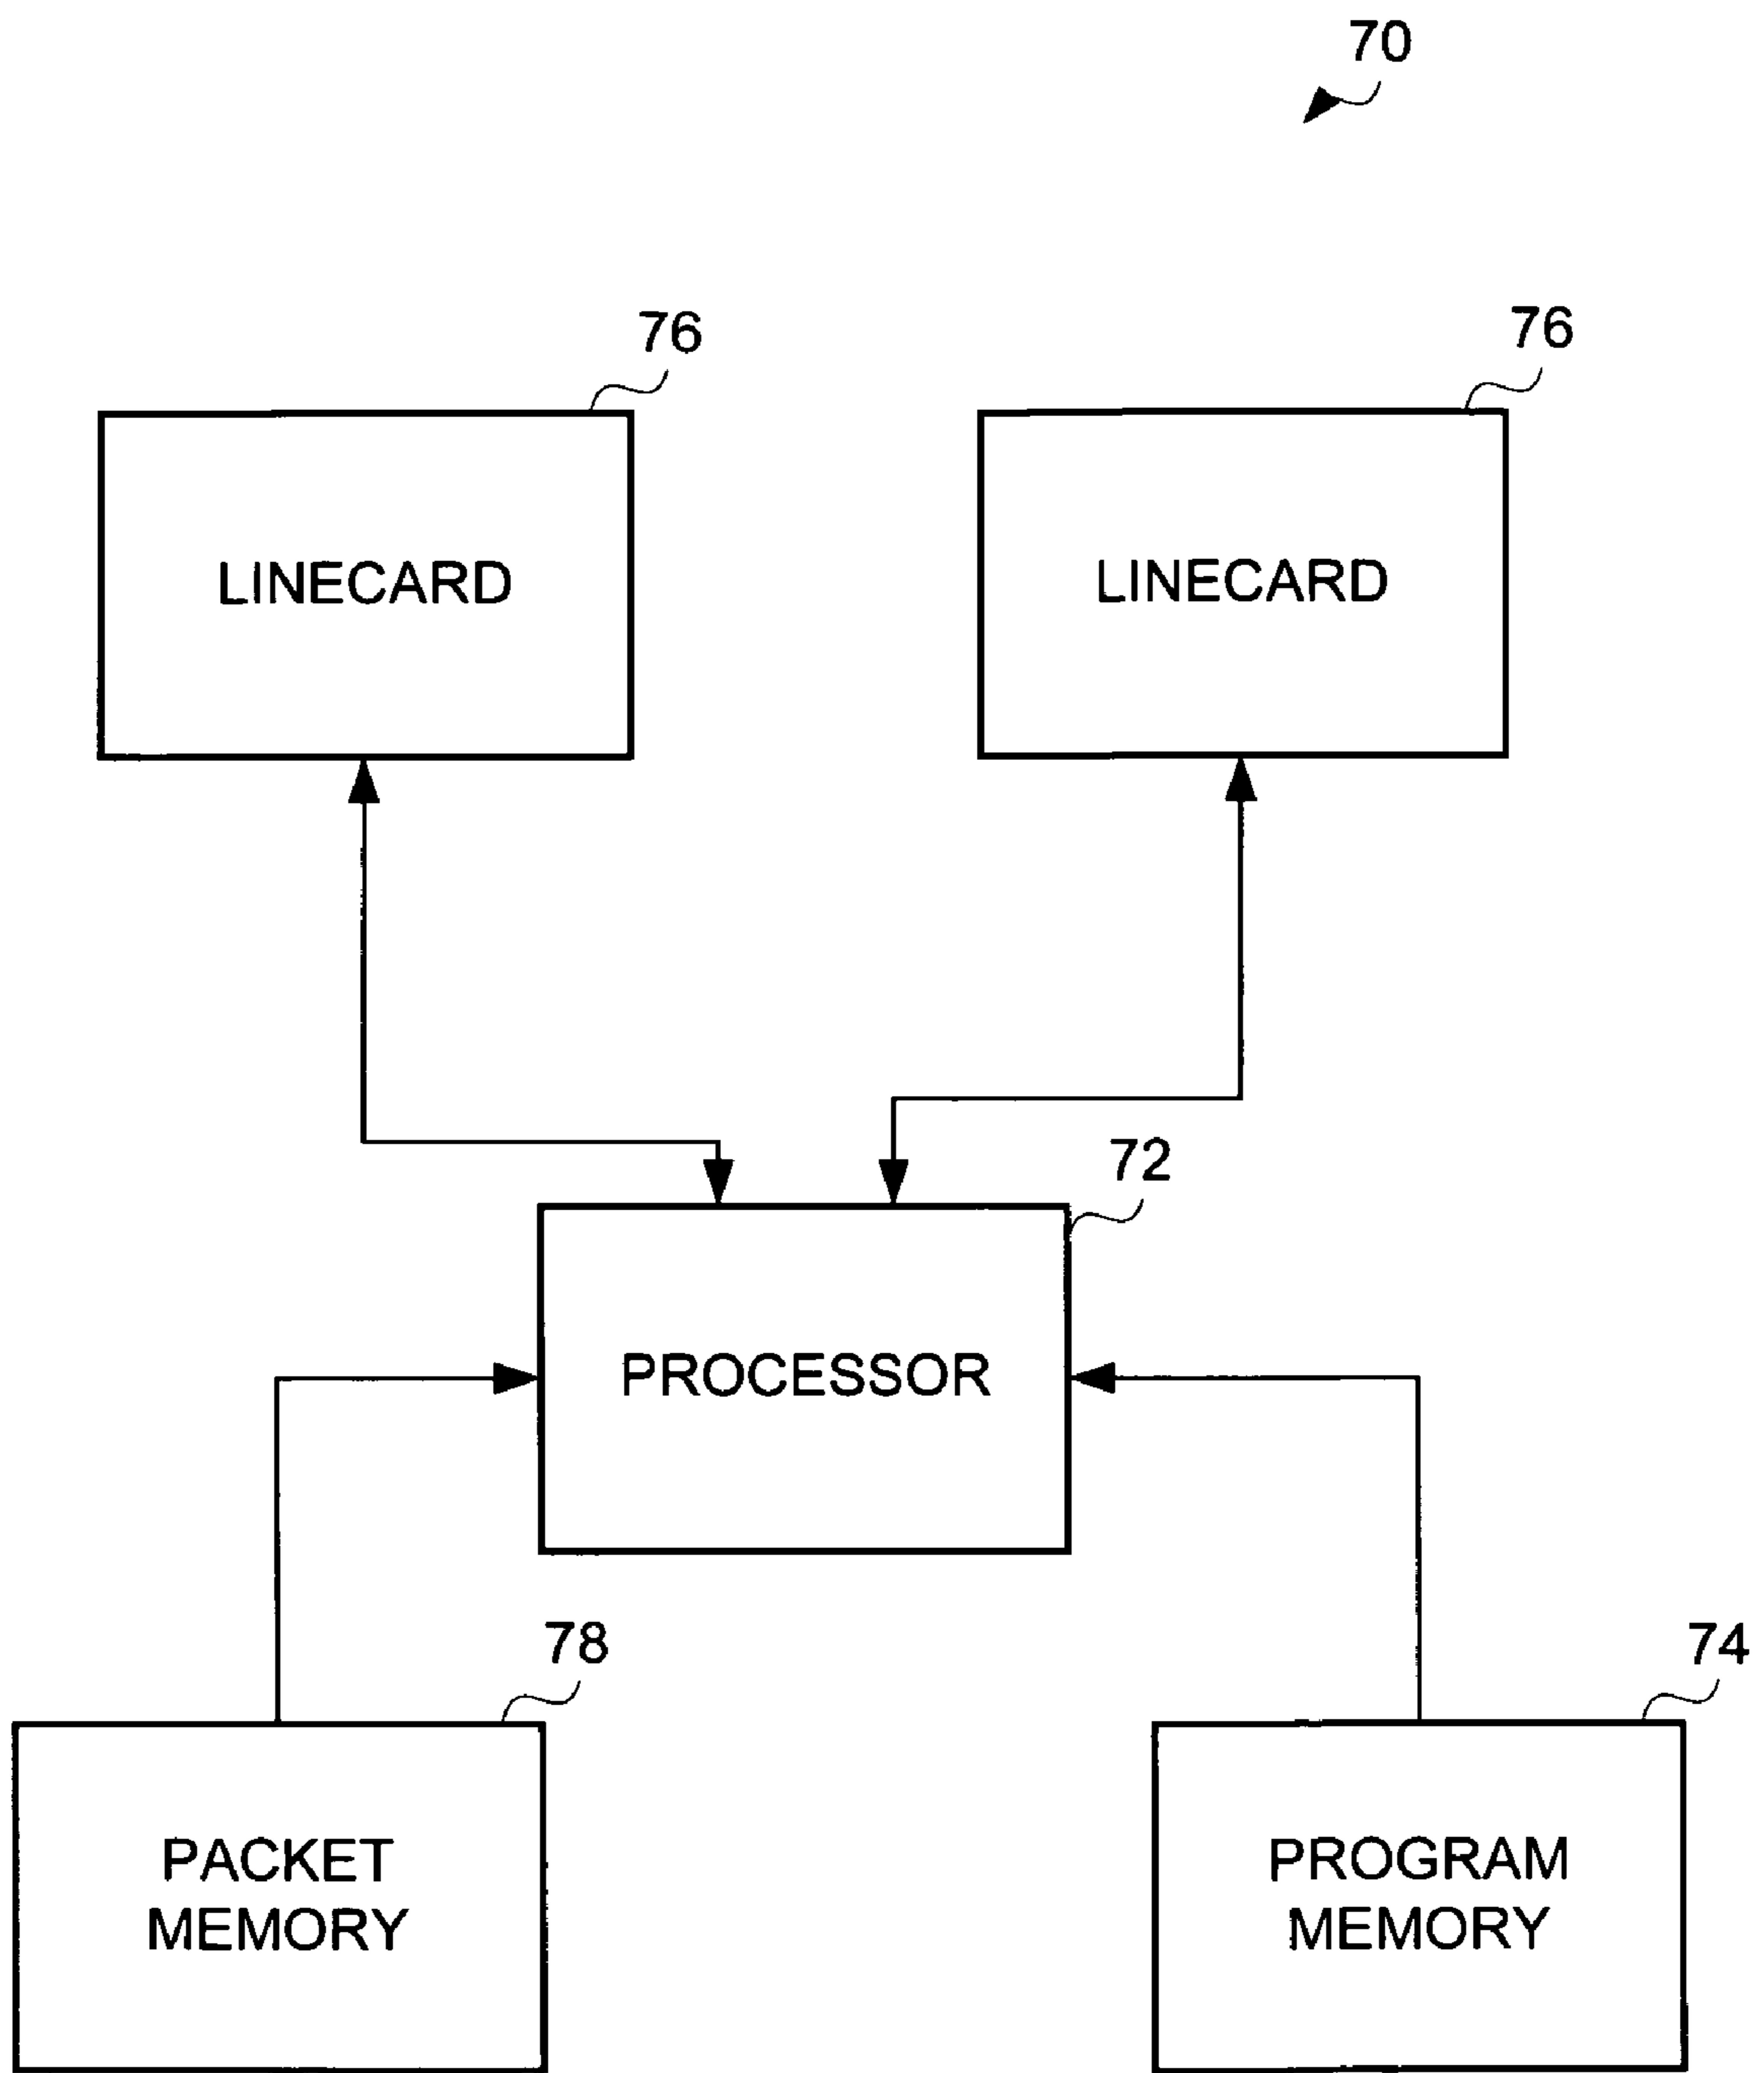 70
76
76
LINECARD
LINECARD
72
PROCESSOR
78
74
PACKET
MEMORY
PROGRAM
MEMORY